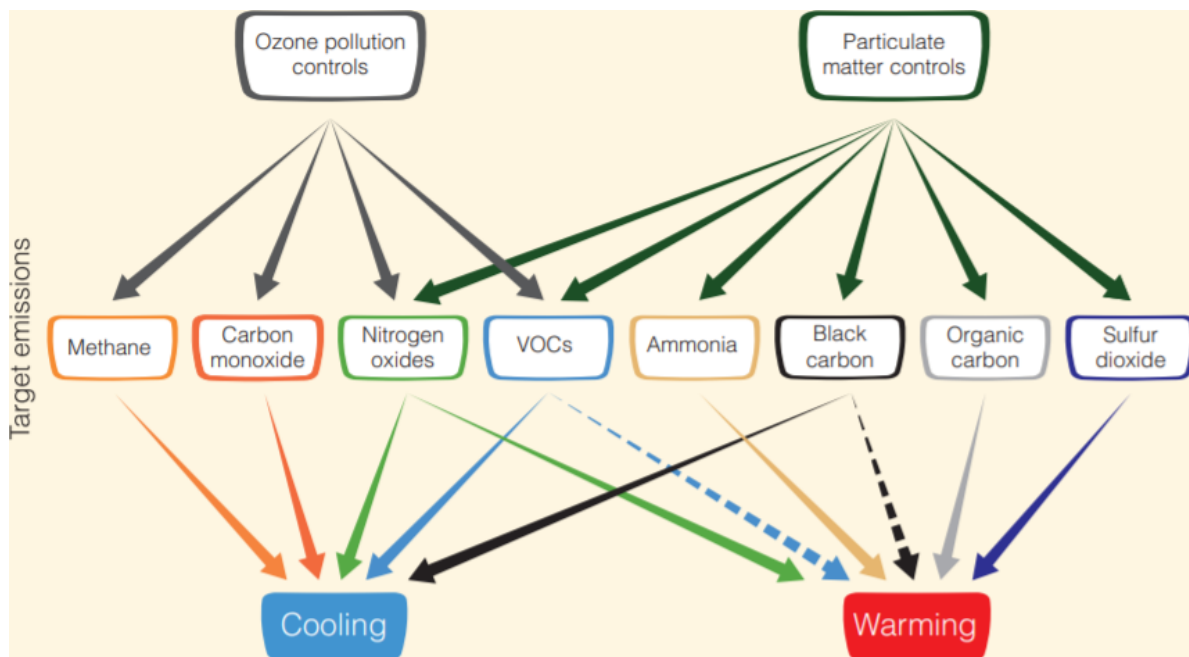 Ozone pollution
controls
Particulate
matter controls
Target emissions
Methane
Carbon
monoxide
Nitrogen
oxides
VOCs
Ammonia
Black
carbon
Organic
carbon
Sulfur
dioxide
Cooling
Warming